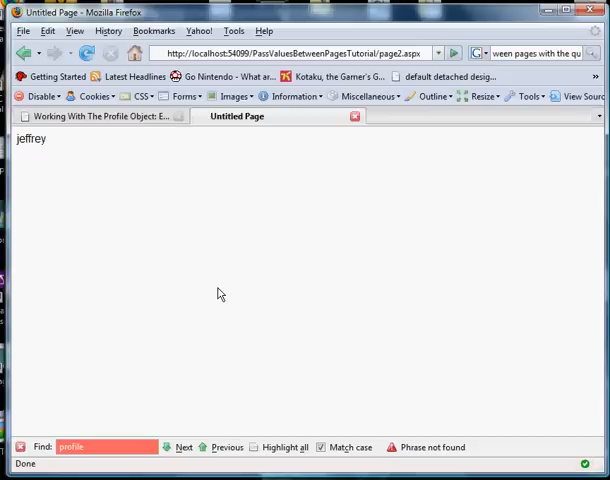 Untitled Page - Mozilla Firefox
File Edit View History Bookmarks Yahoo! Tools Help
http://localhost:54099/PassValuesBetweenPagesTutorial/page2.aspx ween pages with the qu
Getting Started Latest Headlines Go Nintendo - What ar... Kotaku, the Gamer's G... default detached desig... »
Disable Cookies CSS Forms Images Information Miscellaneous Outline Resize Tools View Sourc
Working With The Profile Object: E... Untitled Page
jeffrey
Find: profile Next Previous Highlight all Match case Phrase not found
Done